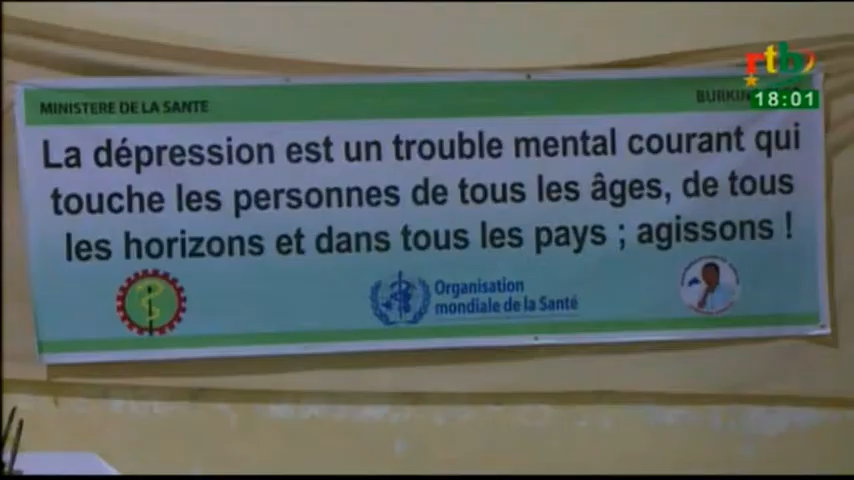 rtb
18:01
MINISTERE DE LA SANTE
La dépression est un trouble mental courant qui
touche les personnes de tous les âges, de tous
les horizons et dans tous les pays ; agissons !
Organisation
mondiale de la Santé